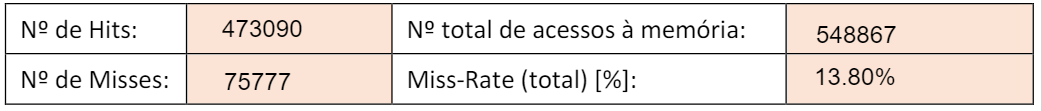 Nº de Hits: 473090 Nº total de acessos à memória: 548867
Nº de Misses: 75777 Miss-Rate (total) [%]: 13.80%